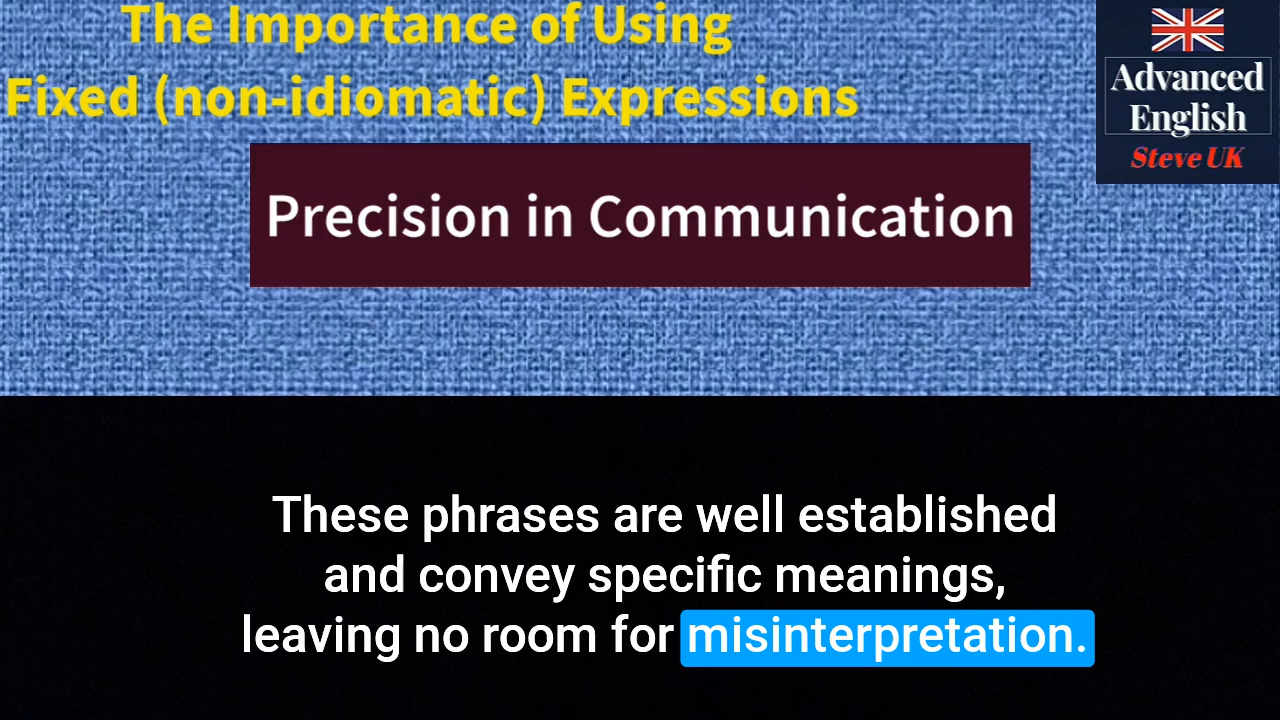 The Importance of Using
Fixed (non-idiomatic) Expressions
Advanced
English
Steve UK
Precision in Communication
These phrases are well established
and convey specific meanings,
leaving no room for misinterpretation.